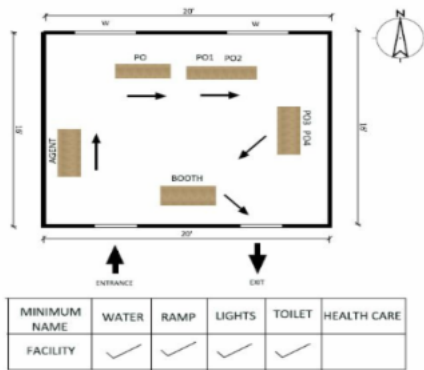 20'
W W
PO PO1 PO2
PO3 PO4
AGENT
BOOTH
18'
20'
ENTRANCE EXIT
MINIMUM NAME WATER RAMP LIGHTS TOILET HEALTH CARE
FACILITY